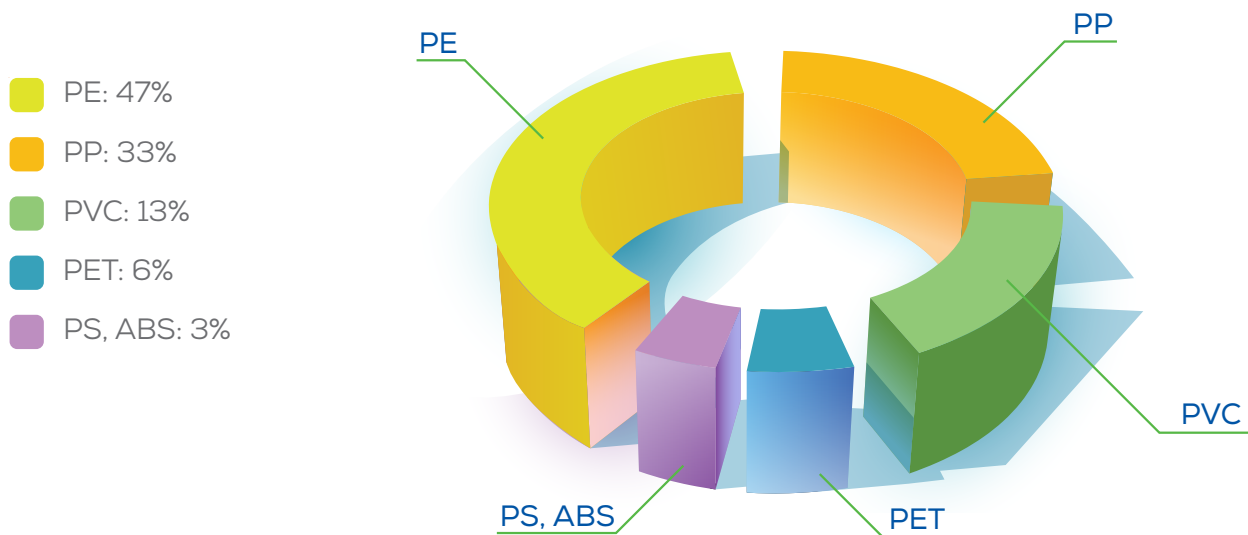 PE: 47%
PP: 33%
PVC: 13%
PET: 6%
PS, ABS: 3%
PE
PP
PVC
PS, ABS
PET